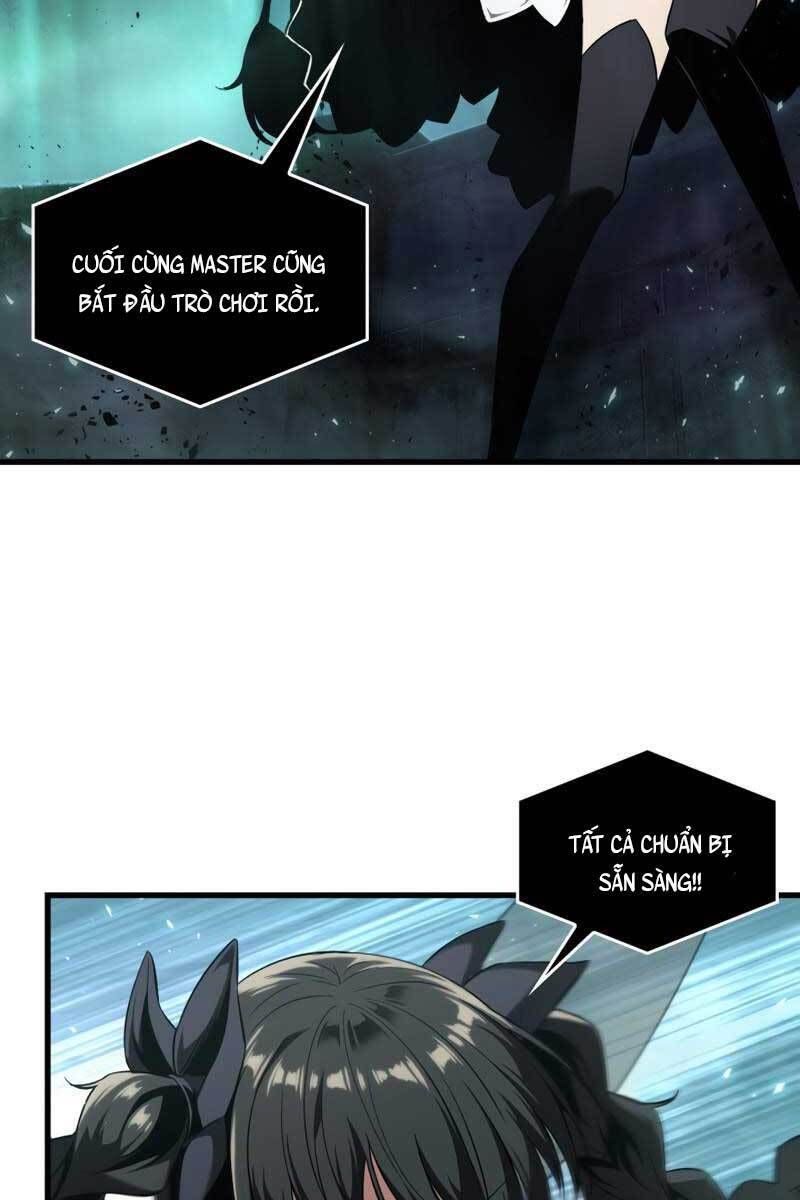 CUỐI CÙNG MASTER CŨNG
BẮT ĐẦU TRÒ CHƠI RỒI.
TẤT CẢ CHUẨN BỊ
SẴN SÀNG!!